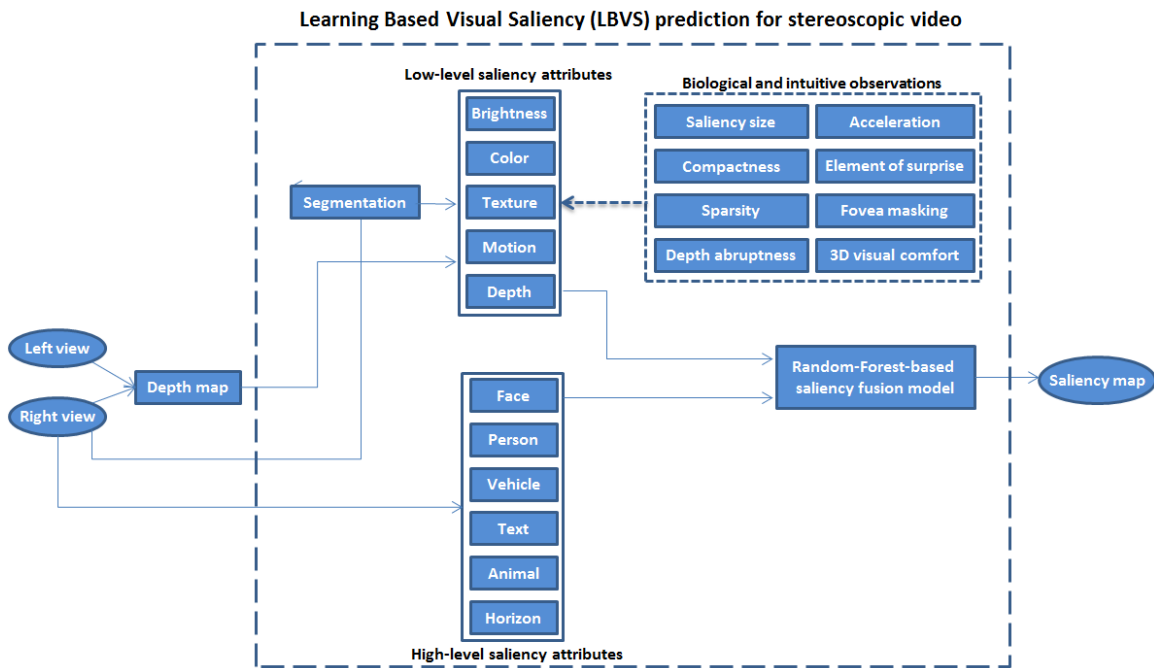 Learning Based Visual Saliency (LBVS) prediction for stereoscopic video
Low-level saliency attributes
Brightness
Color
Texture
Motion
Depth
Biological and intuitive observations
Saliency size
Acceleration
Compactness
Element of surprise
Sparsity
Fovea masking
Depth abruptness
3D visual comfort
Segmentation
Left view
Right view
Depth map
Face
Person
Vehicle
Text
Animal
Horizon
High-level saliency attributes
Random-Forest-based
saliency fusion model
Saliency map